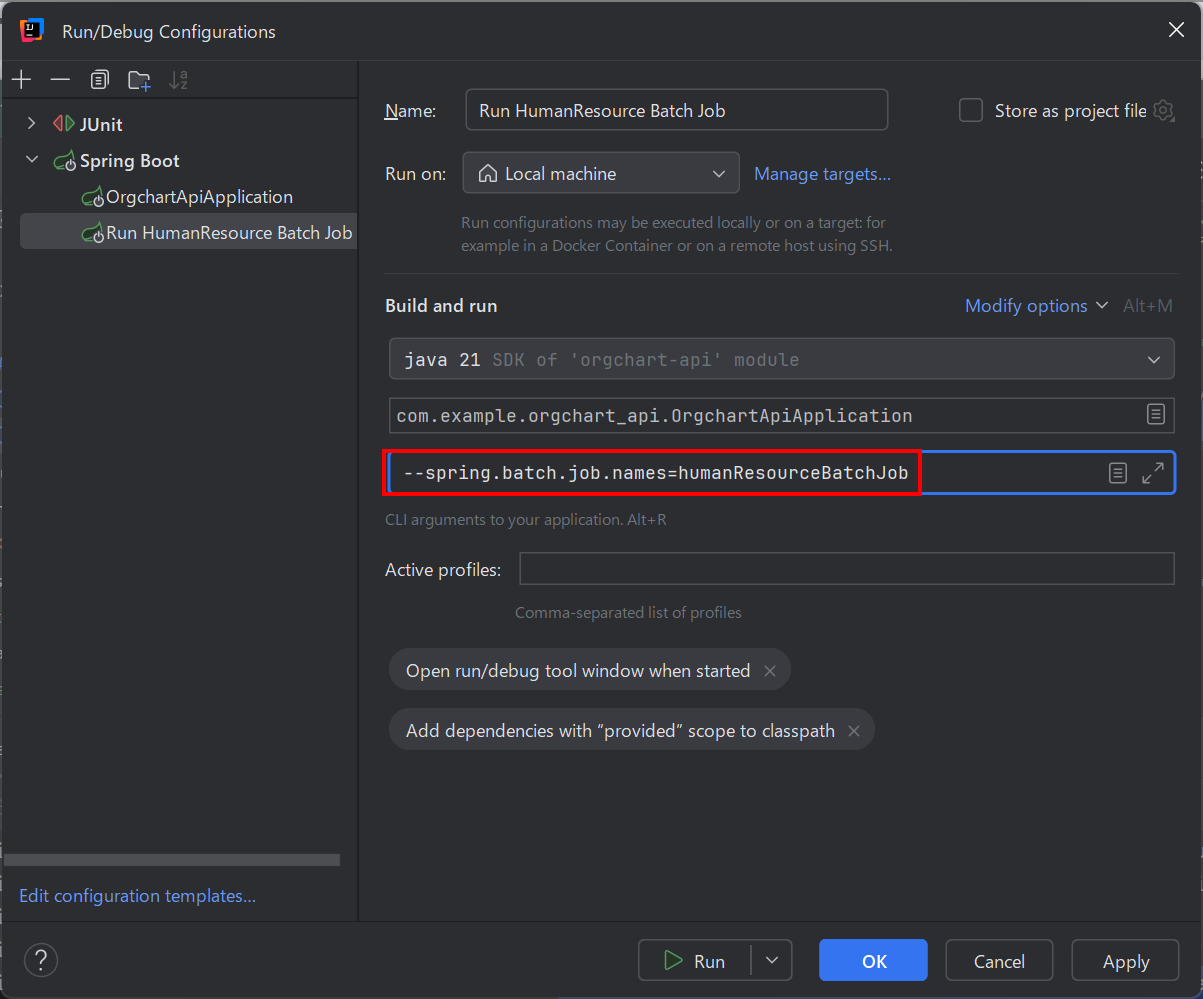 Run/Debug Configurations
JUnit
Spring Boot
OrgchartApiApplication
Run HumanResource Batch Job
Edit configuration templates...
Name:
Run HumanResource Batch Job
Store as project file
Run on:
Local machine
Manage targets...
Run configurations may be executed locally or on a target: for
example in a Docker Container or on a remote host using SSH.
Build and run
Modify options
Alt+M
java 21 SDK of 'orgchart-api' module
com.example.orgchart_api.OrgchartApiApplication
--spring.batch.job.names=humanResourceBatchJob
CLI arguments to your application. Alt+R
Active profiles:
Comma-separated list of profiles
Open run/debug tool window when started
Add dependencies with “provided” scope to classpath
?
Run
OK
Cancel
Apply